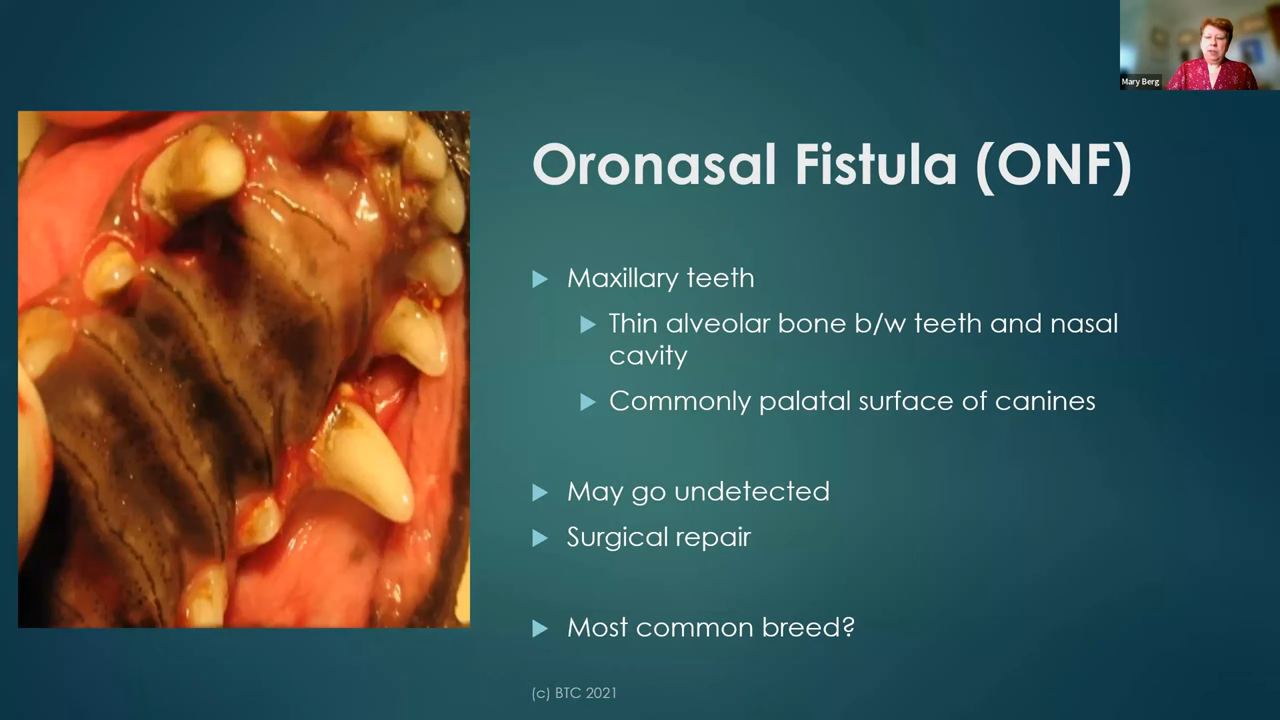 Mary Berg
Oronasal Fistula (ONF)
Maxillary teeth
Thin alveolar bone b/w teeth and nasal
cavity
Commonly palatal surface of canines
May go undetected
Surgical repair
Most common breed?
(c) BTC 2021